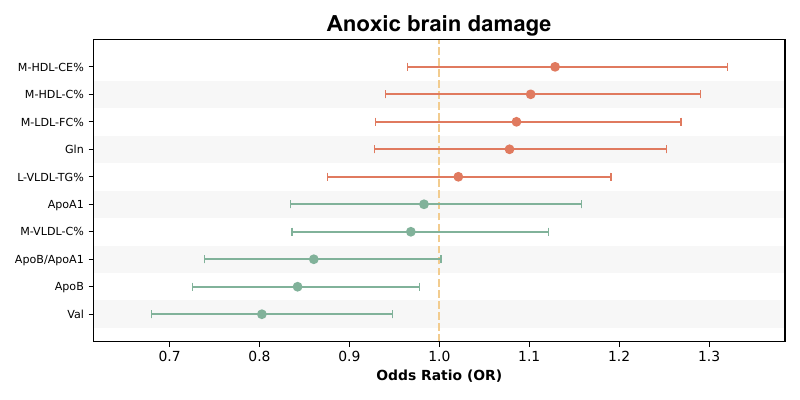 Anoxic brain damage
M-HDL-CE%
M-HDL-C%
M-LDL-FC%
Gln
L-VLDL-TG%
ApoA1
M-VLDL-C%
ApoB/ApoA1
ApoB
Val
0.7 0.8 0.9 1.0 1.1 1.2 1.3
Odds Ratio (OR)